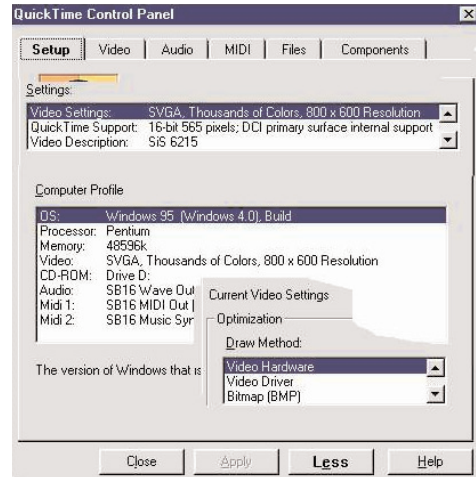 QuickTime Control Panel
Setup Video Audio MIDI Files Components
Settings:
Video Settings: SVGA, Thousands of Colors, 800 x 600 Resolution
QuickTime Support: 16-bit 565 pixels; DCI primary surface internal support
Video Description: SiS 6215
Computer Profile
OS: Windows 95 (Windows 4.0), Build
Processor: Pentium
Memory: 48596k
Video: SVGA, Thousands of Colors, 800 x 600 Resolution
CD-ROM: Drive D:
Audio: SB16 Wave Out
Midi 1: SB16 MIDI Out
Midi 2: SB16 Music
Current Video Settings
Optimization
Draw Method:
Video Hardware
Video Driver
Bitmap (BMP)
The version of Windows that is
Close Apply Less Help